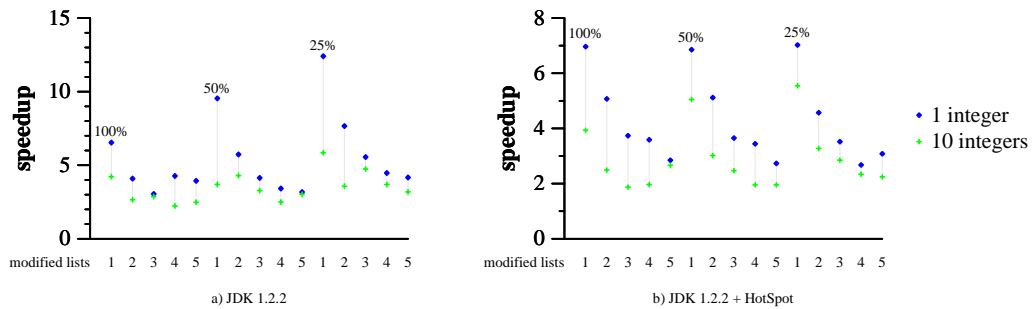 15
10
5
0
speedup
100%
50%
25%
modified lists 1 2 3 4 5 1 2 3 4 5 1 2 3 4 5
a) JDK 1.2.2
8
6
4
2
0
speedup
100%
50%
25%
modified lists 1 2 3 4 5 1 2 3 4 5 1 2 3 4 5
b) JDK 1.2.2 + HotSpot
1 integer
10 integers